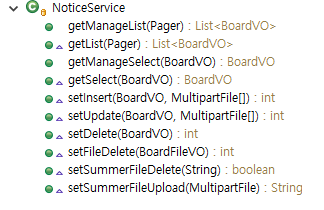 NoticeService
getManageList(Pager) : List<BoardVO>
getList(Pager) : List<BoardVO>
getManageSelect(BoardVO) : BoardVO
getSelect(BoardVO) : BoardVO
setInsert(BoardVO, MultipartFile[]) : int
setUpdate(BoardVO, MultipartFile[]) : int
setDelete(BoardVO) : int
setFileDelete(BoardFileVO) : int
setSummerFileDelete(String) : boolean
setSummerFileUpload(MultipartFile) : String